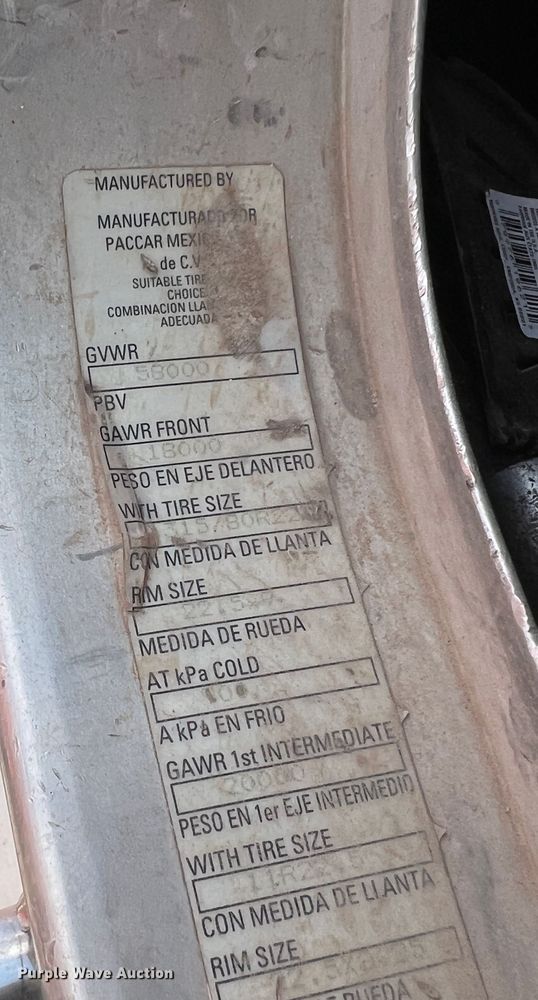 MANUFACTURED BY
MANUFACTURADO POR
PACCAR MEXICO
de C.V
SUITABLE TIRE
CHOICE
COMBINACION
ADECUADA
GVWR
58000
PBV
GAWR FRONT
18000
PESO EN EJE DELANTERO
WITH TIRE SIZE
CON MEDIDA DE LLANTA
RIM SIZE
MEDIDA DE RUEDA
AT kPa COLD
A kPa EN FRIO
GAWR 1st INTERMEDIATE
20000
PESO EN 1er EJE INTERMEDIO
WITH TIRE SIZE
CON MEDIDA DE LLANTA
RIM SIZE
RUEDA
Purple Wave Auction